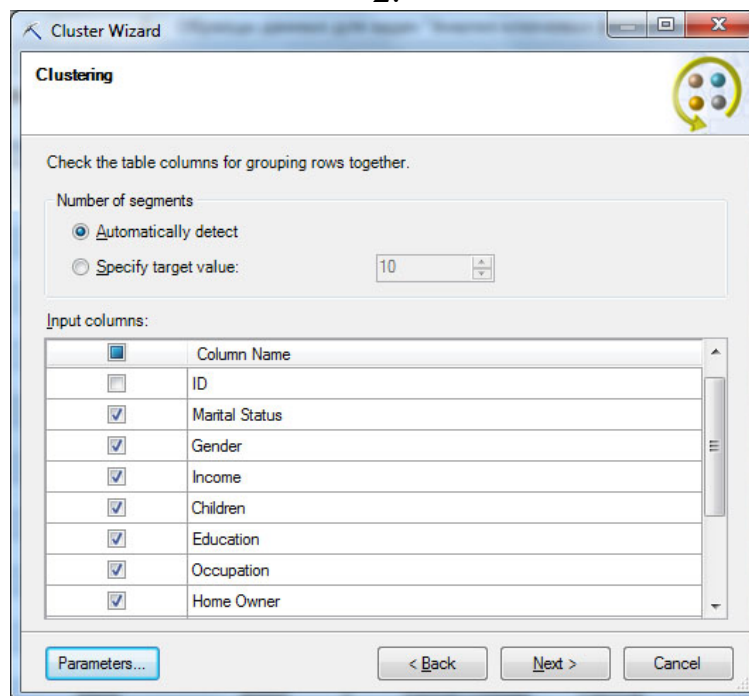 2.
Cluster Wizard
Clustering
Check the table columns for grouping rows together.
Number of segments
Automatically detect
Specify target value: 10
Input columns:
Column Name
ID
Marital Status
Gender
Income
Children
Education
Occupation
Home Owner
Parameters... < Back Next > Cancel